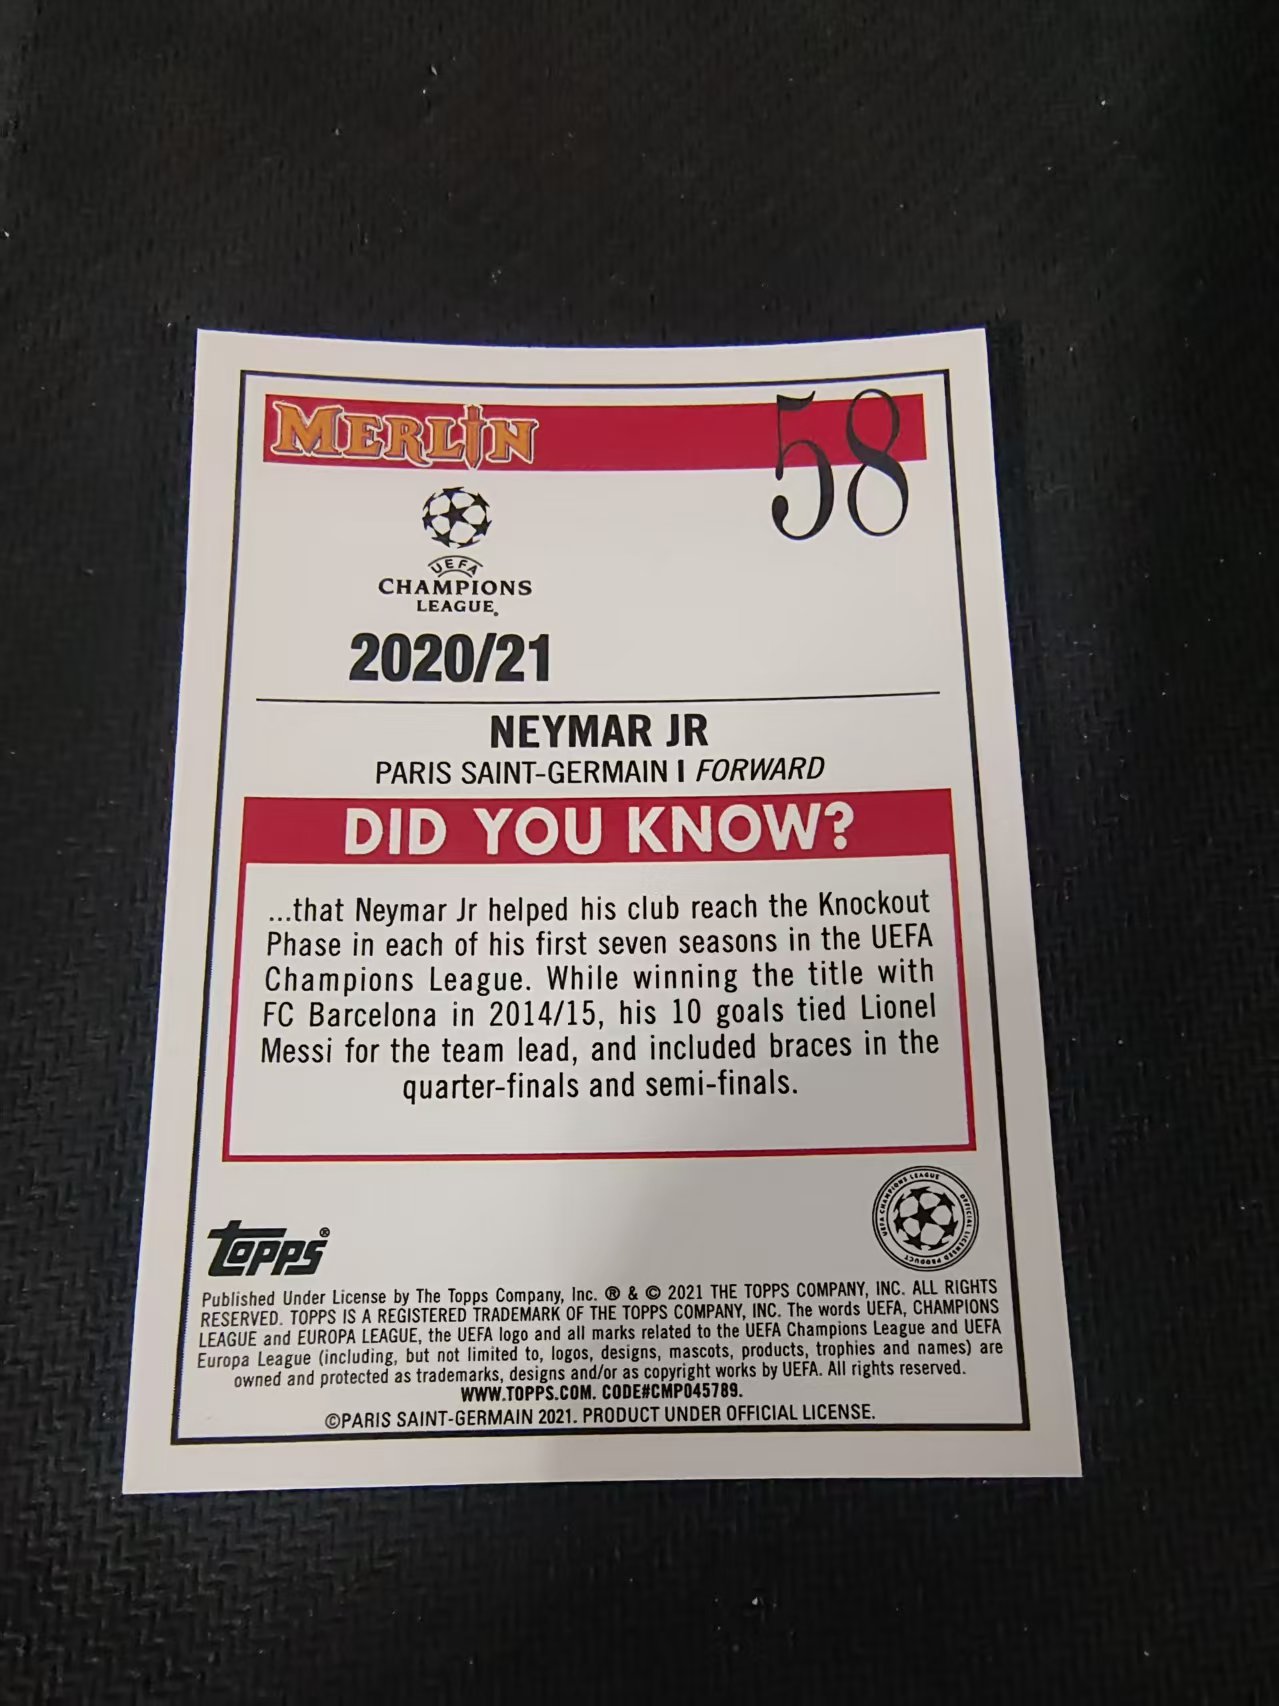 MERLIN
58
UEFA
CHAMPIONS
LEAGUE
2020/21
NEYMAR JR
PARIS SAINT-GERMAIN | FORWARD
DID YOU KNOW?
...that Neymar Jr helped his club reach the Knockout
Phase in each of his first seven seasons in the UEFA
Champions League. While winning the title with
FC Barcelona in 2014/15, his 10 goals tied Lionel
Messi for the team lead, and included braces in the
quarter-finals and semi-finals.
UEFA CHAMPIONS LEAGUE OFFICIAL LICENSED PRODUCT
TOPPS®
Published Under License by The Topps Company, Inc. ® & © 2021 THE TOPPS COMPANY, INC. ALL RIGHTS
RESERVED. TOPPS IS A REGISTERED TRADEMARK OF THE TOPPS COMPANY, INC. The words UEFA, CHAMPIONS
LEAGUE and EUROPA LEAGUE, the UEFA logo and all marks related to the UEFA Champions League and UEFA
Europa League (including, but not limited to, logos, designs, mascots, products, trophies and names) are
owned and protected as trademarks, designs and/or as copyright works by UEFA. All rights reserved.
WWW.TOPPS.COM. CODE#CMP045789.
©PARIS SAINT-GERMAIN 2021. PRODUCT UNDER OFFICIAL LICENSE.